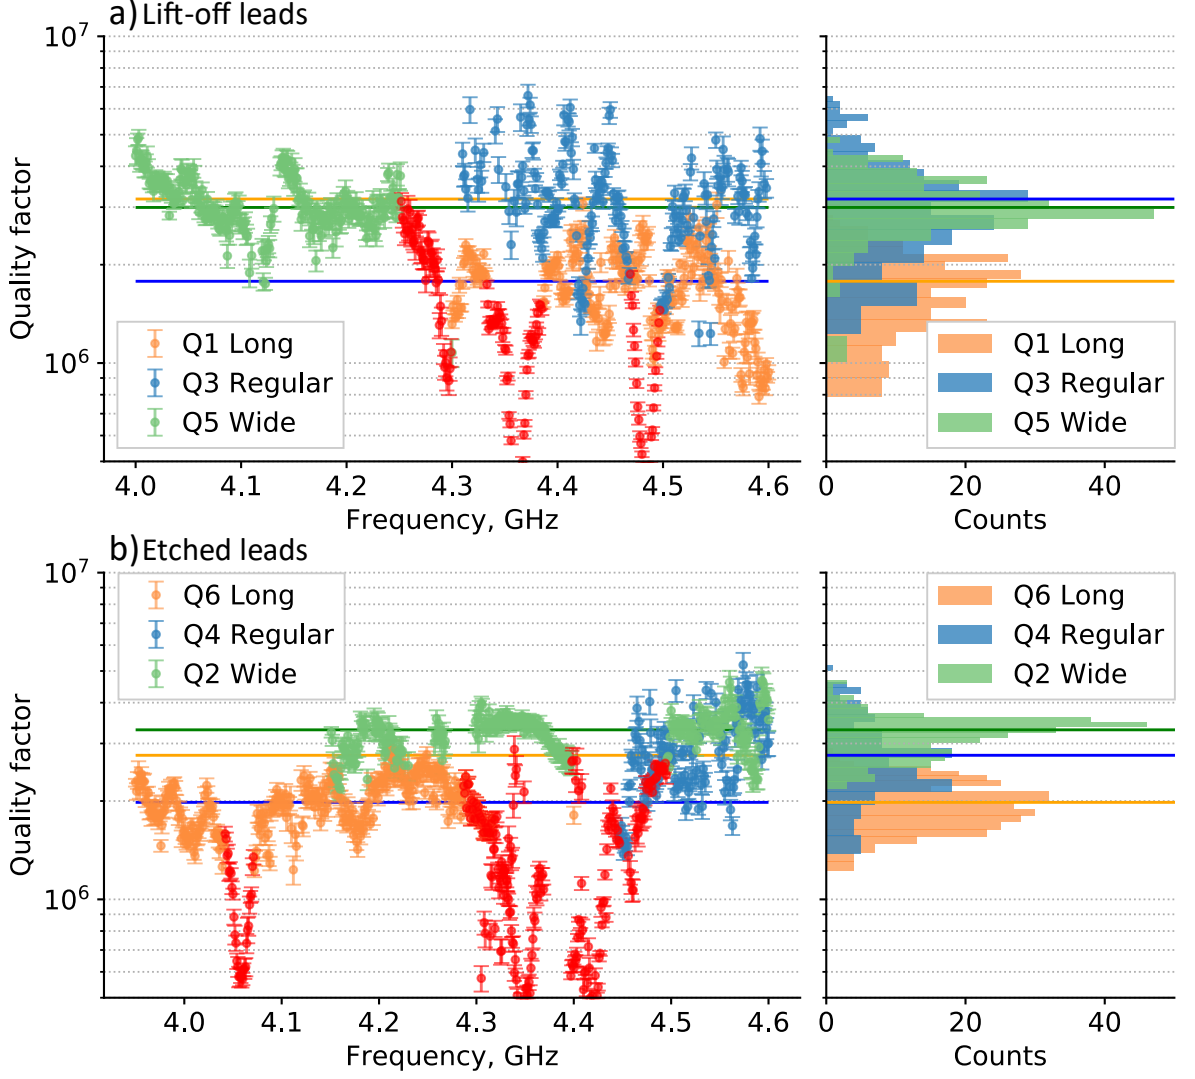 a) Lift-off leads
Quality factor
10⁷
10⁶
Q1 Long
Q3 Regular
Q5 Wide
4.0 4.1 4.2 4.3 4.4 4.5 4.6
Frequency, GHz
Q1 Long
Q3 Regular
Q5 Wide
0 20 40
Counts
b) Etched leads
Quality factor
10⁷
10⁶
Q6 Long
Q4 Regular
Q2 Wide
4.0 4.1 4.2 4.3 4.4 4.5 4.6
Frequency, GHz
Q6 Long
Q4 Regular
Q2 Wide
0 20 40
Counts